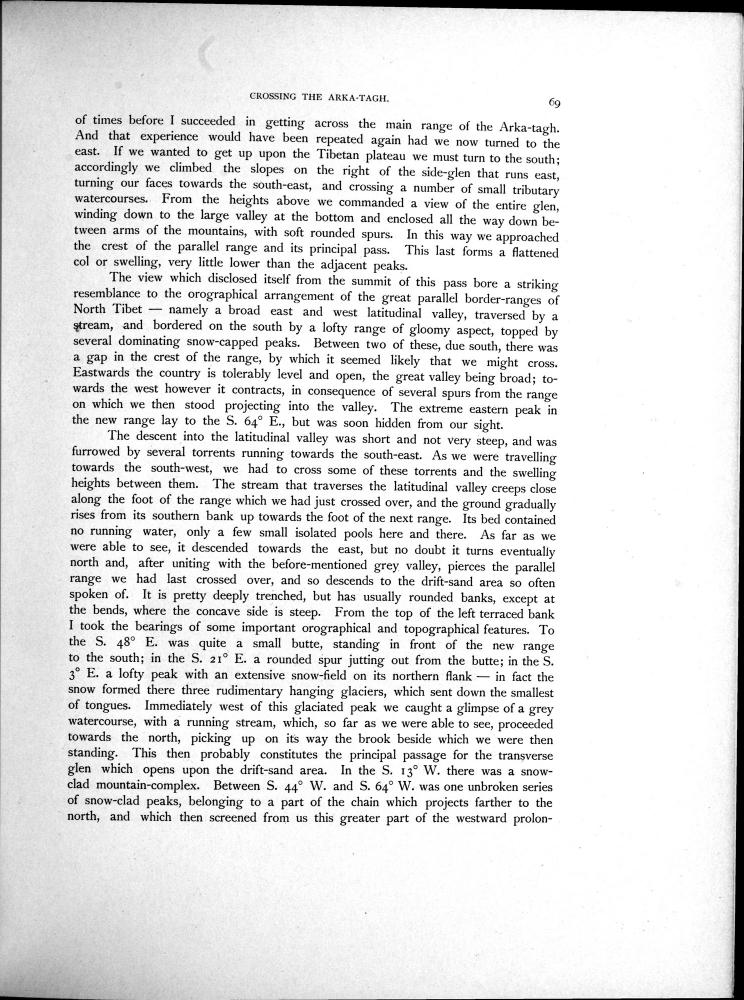 CROSSING THE ARKA-TAGH.
69
of times before I succeeded in getting across the main range of the Arka-tagh.
And that experience would have been repeated again had we now turned to the
east. If we wanted to get up upon the Tibetan plateau we must turn to the south;
accordingly we climbed the slopes on the right of the side-glen that runs east,
turning our faces towards the south-east, and crossing a number of small tributary
watercourses. From the heights above we commanded a view of the entire glen,
winding down to the large valley at the bottom and enclosed all the way down be-
tween arms of the mountains, with soft rounded spurs. In this way we approached
the crest of the parallel range and its principal pass. This last forms a flattened
col or swelling, very little lower than the adjacent peaks.
The view which disclosed itself from the summit of this pass bore a striking
resemblance to the orographical arrangement of the great parallel border-ranges of
North Tibet — namely a broad east and west latitudinal valley, traversed by a
stream, and bordered on the south by a lofty range of gloomy aspect, topped by
several dominating snow-capped peaks. Between two of these, due south, there was
a gap in the crest of the range, by which it seemed likely that we might cross.
Eastwards the country is tolerably level and open, the great valley being broad; to-
wards the west however it contracts, in consequence of several spurs from the range
on which we then stood projecting into the valley. The extreme eastern peak in
the new range lay to the S. 64° E., but was soon hidden from our sight.
The descent into the latitudinal valley was short and not very steep, and was
furrowed by several torrents running towards the south-east. As we were travelling
towards the south-west, we had to cross some of these torrents and the swelling
heights between them. The stream that traverses the latitudinal valley creeps close
along the foot of the range which we had just crossed over, and the ground gradually
rises from its southern bank up towards the foot of the next range. Its bed contained
no running water, only a few small isolated pools here and there. As far as we
were able to see, it descended towards the east, but no doubt it turns eventually
north and, after uniting with the before-mentioned grey valley, pierces the parallel
range we had last crossed over, and so descends to the drift-sand area so often
spoken of. It is pretty deeply trenched, but has usually rounded banks, except at
the bends, where the concave side is steep. From the top of the left terraced bank
I took the bearings of some important orographical and topographical features. To
the S. 48° E. was quite a small butte, standing in front of the new range
to the south; in the S. 21° E. a rounded spur jutting out from the butte; in the S.
3° E. a lofty peak with an extensive snow-field on its northern flank — in fact the
snow formed there three rudimentary hanging glaciers, which sent down the smallest
of tongues. Immediately west of this glaciated peak we caught a glimpse of a grey
watercourse, with a running stream, which, so far as we were able to see, proceeded
towards the north, picking up on its way the brook beside which we were then
standing. This then probably constitutes the principal passage for the transverse
glen which opens upon the drift-sand area. In the S. 13° W. there was a snow-
clad mountain-complex. Between S. 44° W. and S. 64° W. was one unbroken series
of snow-clad peaks, belonging to a part of the chain which projects farther to the
north, and which then screened from us this greater part of the westward prolon-